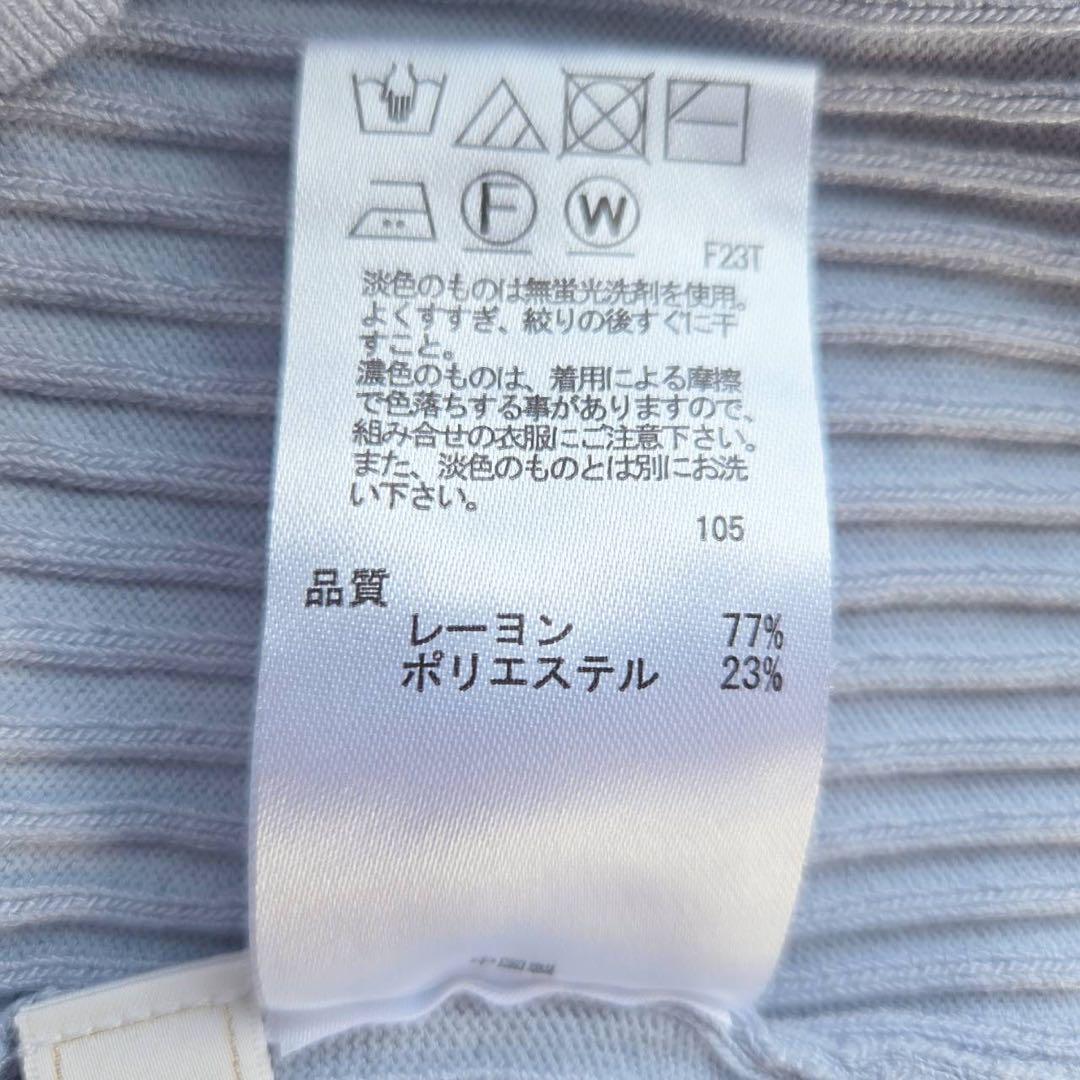 F
W
F23T
淡色のものは無蛍光洗剤を使用。
よくすすぎ、絞りの後すぐに干
すこと。
濃色のものは、着用による摩擦
で色落ちする事がありますので、
組み合せの衣服にご注意下さい。
また、淡色のものとは別にお洗
い下さい。
105
品質
レーヨン 77%
ポリエステル 23%